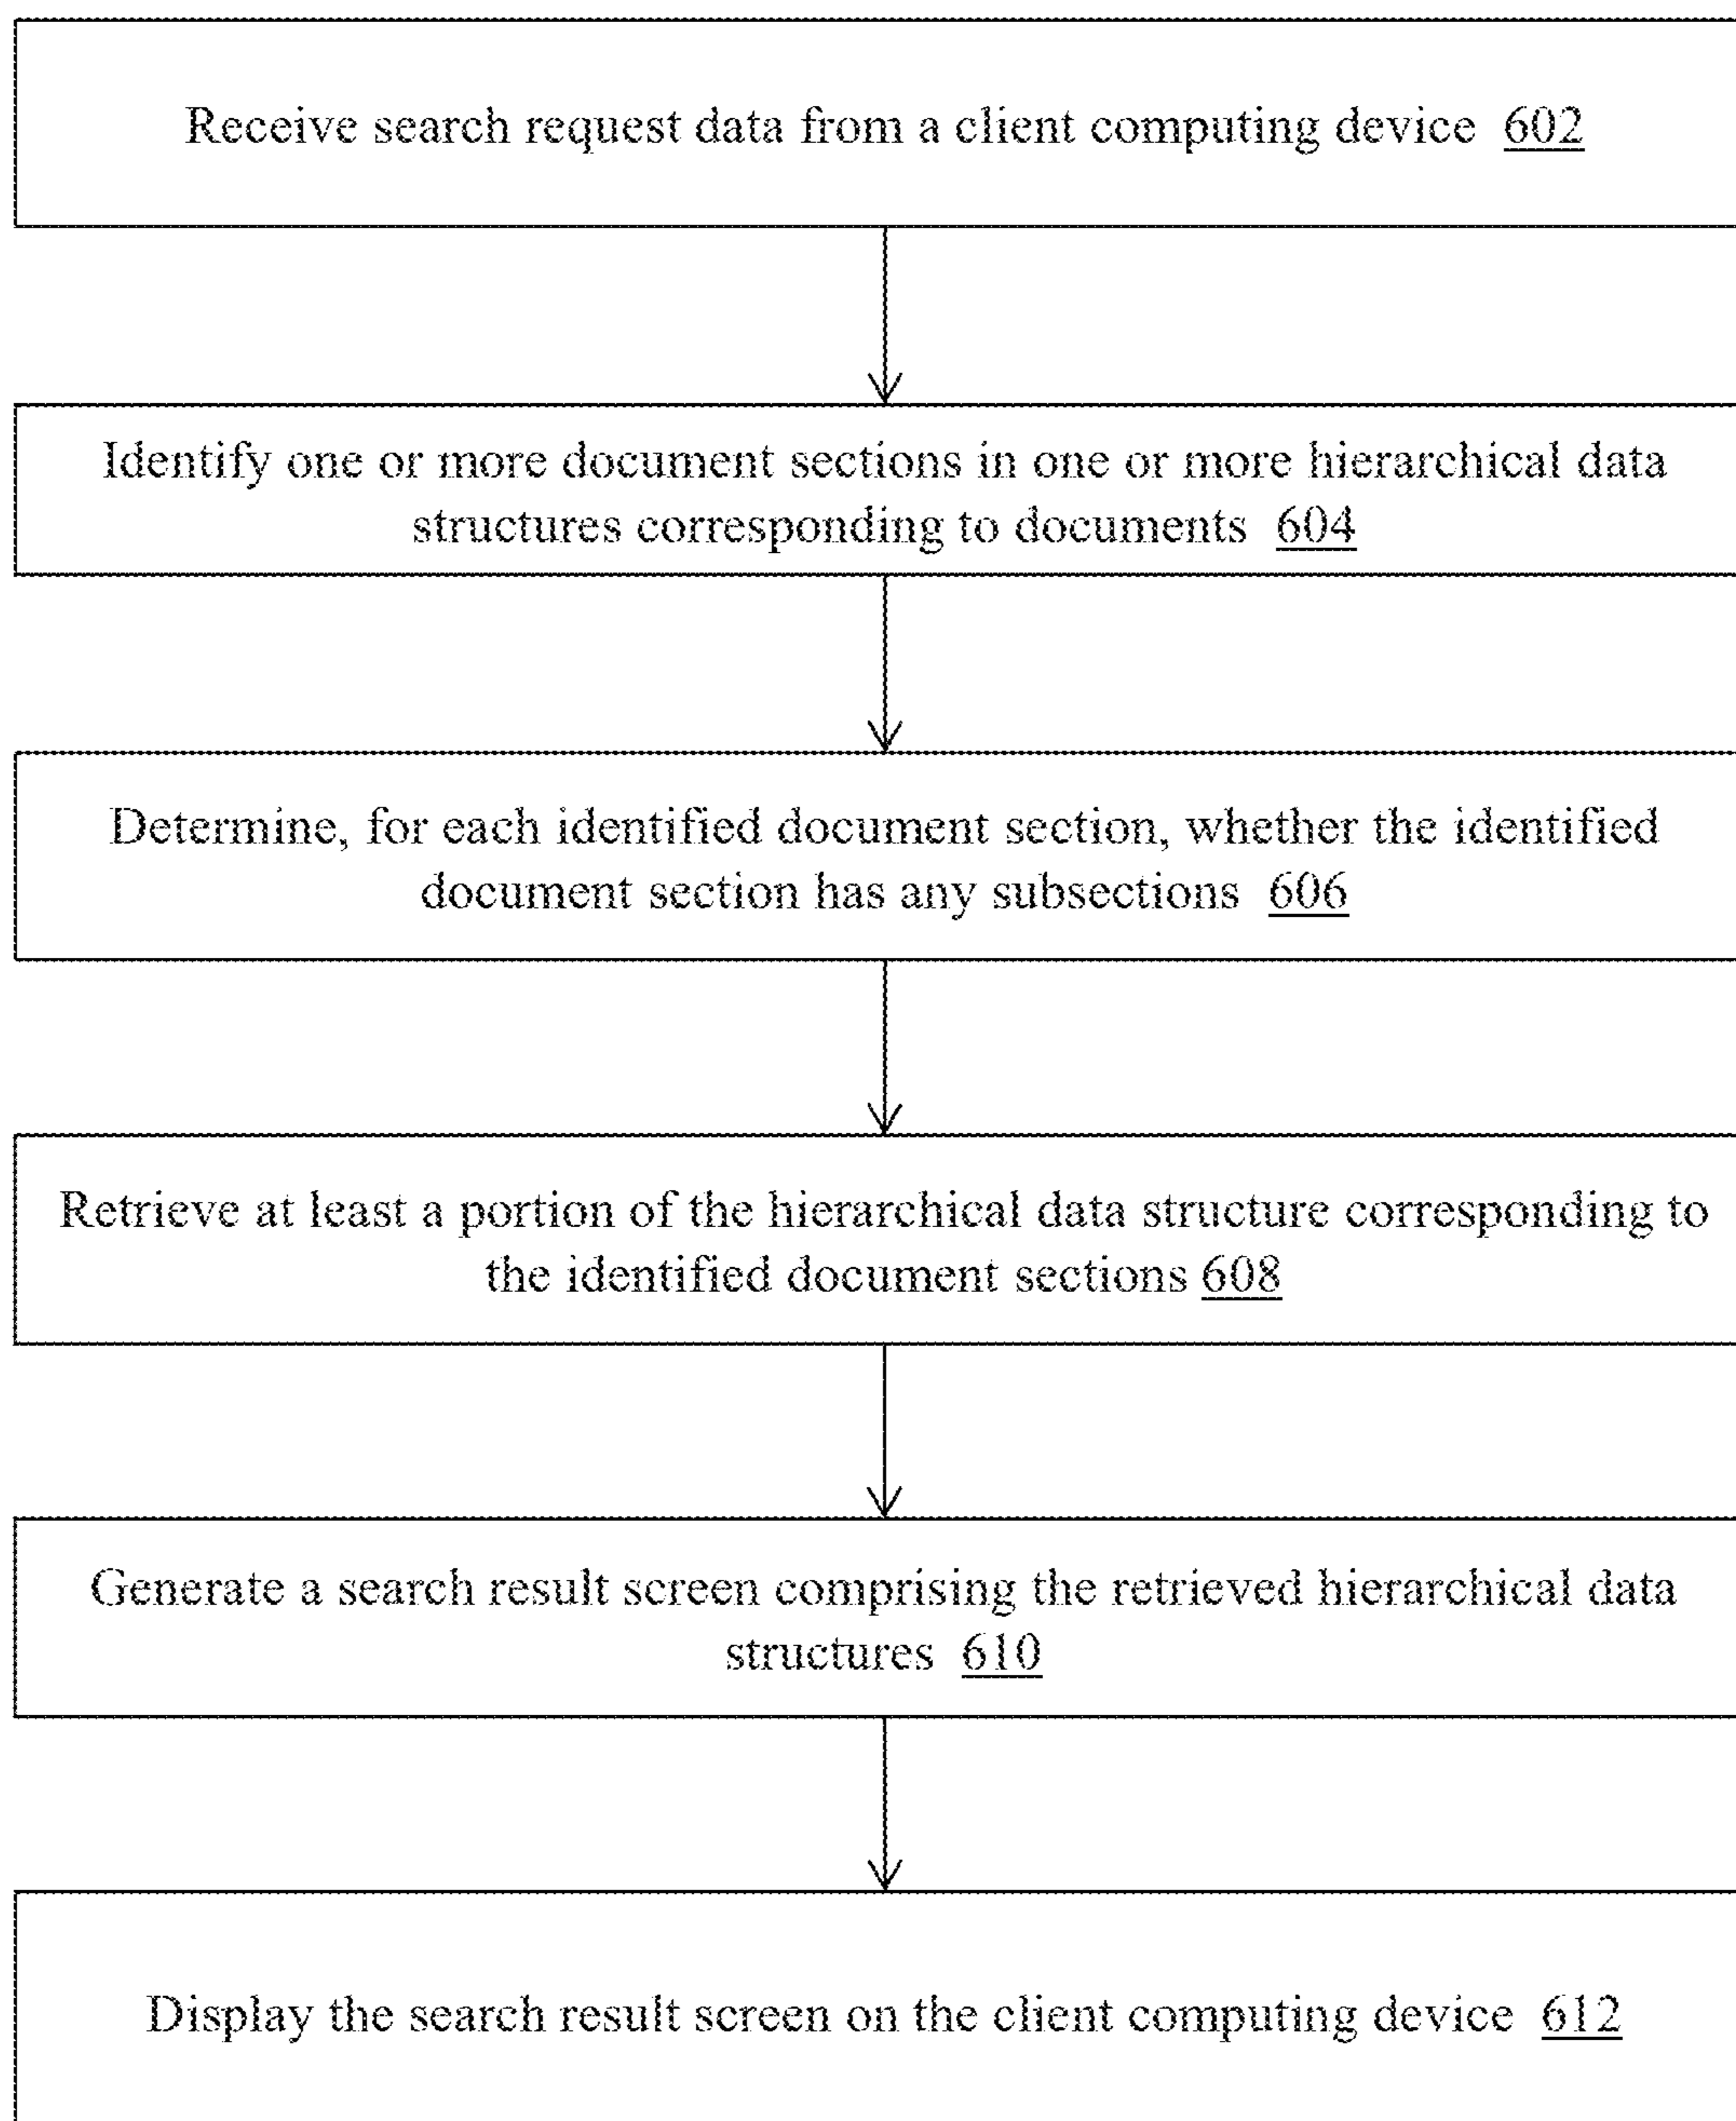 Receive search request data from a client computing device 602
Identify one or more document sections in one or more hierarchical data
structures corresponding to documents 604
Determine, for each identified document section, whether the identified
document section has any subsections 606
Retrieve at least a portion of the hierarchical data structure corresponding to
the identified document sections 608
Generate a search result screen comprising the retrieved hierarchical data
structures 610
Display the search result screen on the client computing device 612